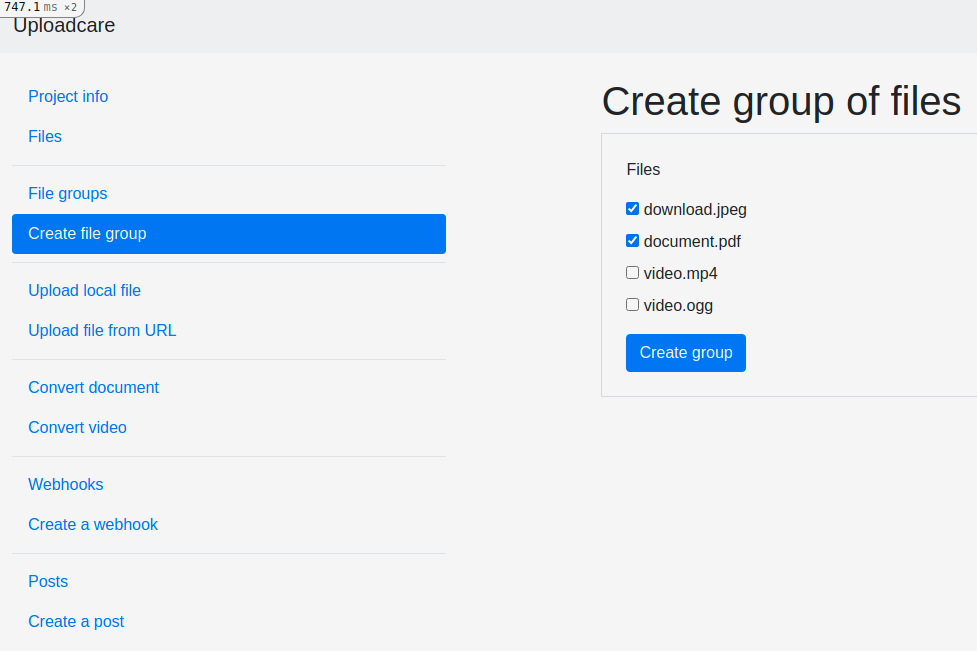 747.1 ms ×2
Uploadcare
Project info
Files
File groups
Create file group
Upload local file
Upload file from URL
Convert document
Convert video
Webhooks
Create a webhook
Posts
Create a post
Create group of files
Files
download.jpeg
document.pdf
video.mp4
video.ogg
Create group